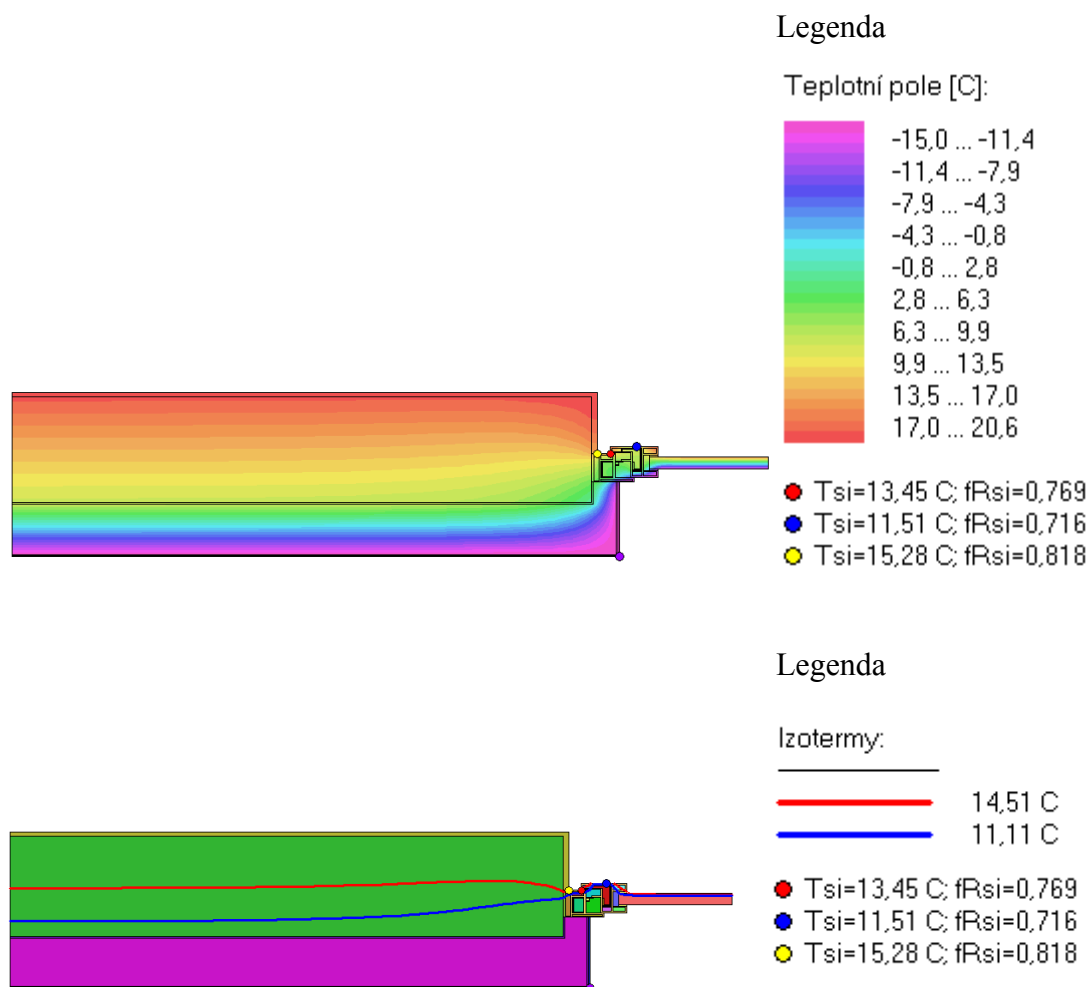 Legenda
Teplotní pole [C]:
-15,0 ... -11,4
-11,4 ... -7,9
-7,9 ... -4,3
-4,3 ... -0,8
-0,8 ... 2,8
2,8 ... 6,3
6,3 ... 9,9
9,9 ... 13,5
13,5 ... 17,0
17,0 ... 20,6
Tsi=13,45 C; fRsi=0,769
Tsi=11,51 C; fRsi=0,716
Tsi=15,28 C; fRsi=0,818
Legenda
Izotermy:
14,51 C
11,11 C
Tsi=13,45 C; fRsi=0,769
Tsi=11,51 C; fRsi=0,716
Tsi=15,28 C; fRsi=0,818